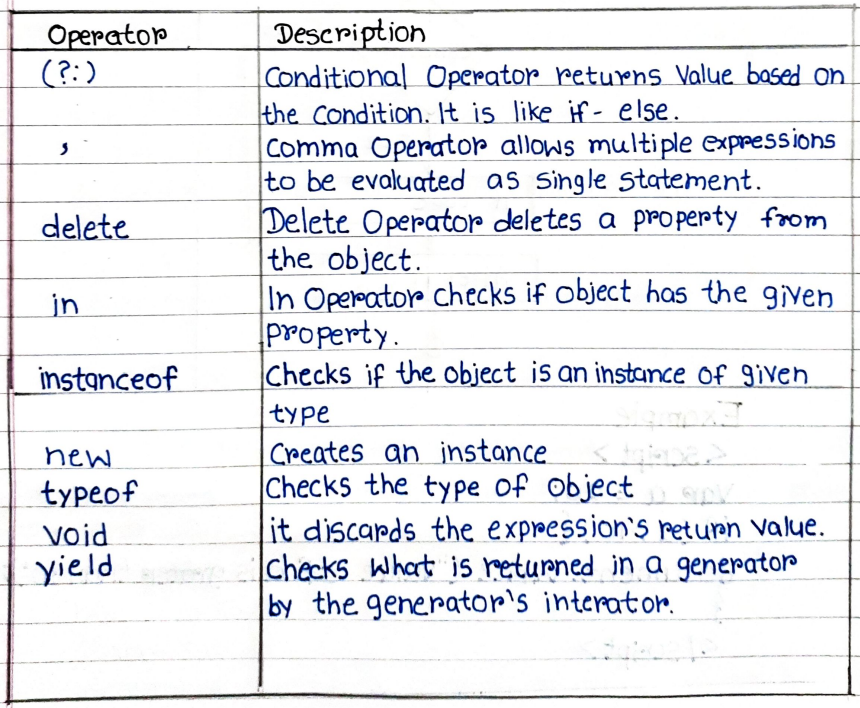 Operator Description
(?:) Conditional Operator returns Value based on
the Condition. It is like if - else.
, Comma Operator allows multiple expressions
to be evaluated as single statement.
delete Delete Operator deletes a property from
the object.
in In Operator checks if object has the given
property.
instanceof Checks if the object is an instance of given
type
new Creates an instance
typeof Checks the type of object
void it discards the expression's return value.
yield Checks what is returned in a generator
by the generator's interator.